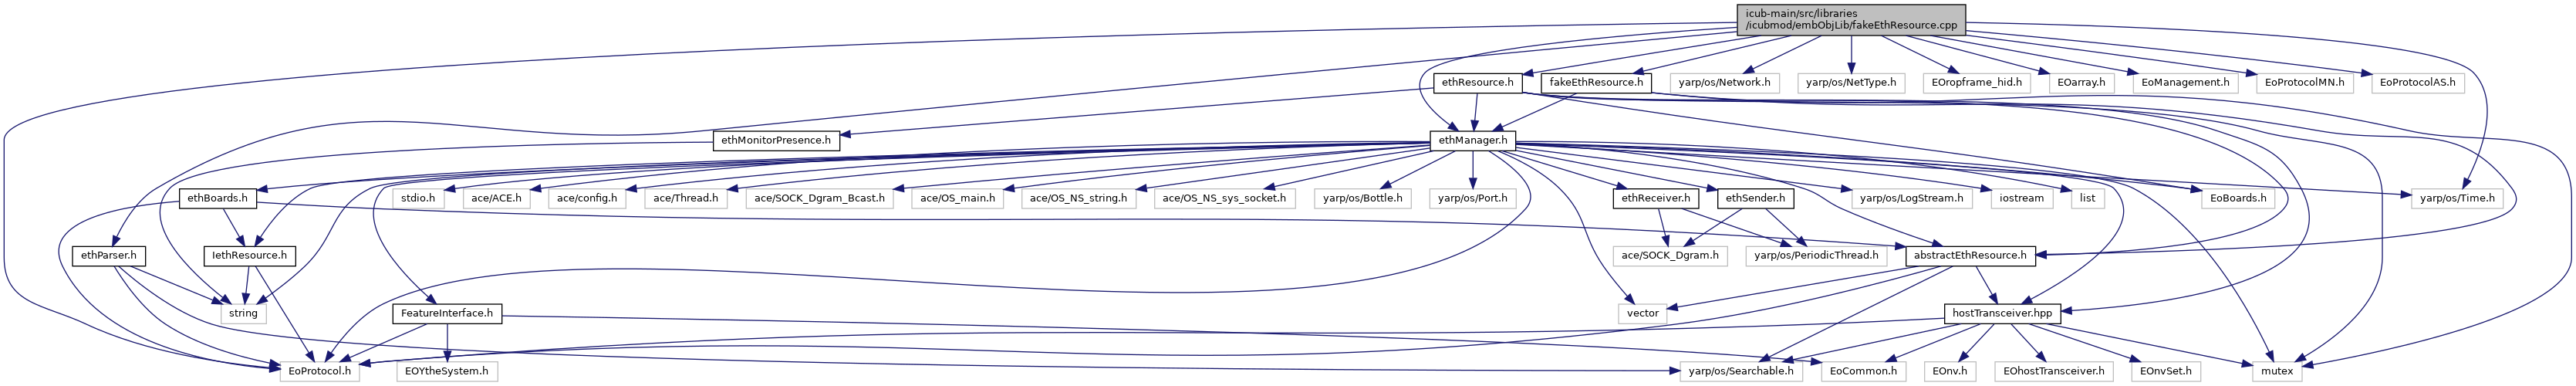 icub-main/src/libraries
/icubmod/embObjLib/fakeEthResource.cpp
ethResource.h
fakeEthResource.h
yarp/os/Network.h
yarp/os/NetType.h
EOropframe_hid.h
EOarray.h
EoManagement.h
EoProtocolMN.h
EoProtocolAS.h
ethMonitorPresence.h
ethManager.h
ethBoards.h
stdio.h
ace/ACE.h
ace/config.h
ace/Thread.h
ace/SOCK_Dgram_Bcast.h
ace/OS_main.h
ace/OS_NS_string.h
ace/OS_NS_sys_socket.h
yarp/os/Bottle.h
yarp/os/Port.h
ethReceiver.h
ethSender.h
yarp/os/LogStream.h
iostream
list
EoBoards.h
yarp/os/Time.h
ethParser.h
IethResource.h
ace/SOCK_Dgram.h
yarp/os/PeriodicThread.h
abstractEthResource.h
string
FeatureInterface.h
vector
hostTransceiver.hpp
EoProtocol.h
EOYtheSystem.h
yarp/os/Searchable.h
EoCommon.h
EOnv.h
EOhostTransceiver.h
EOnvSet.h
mutex